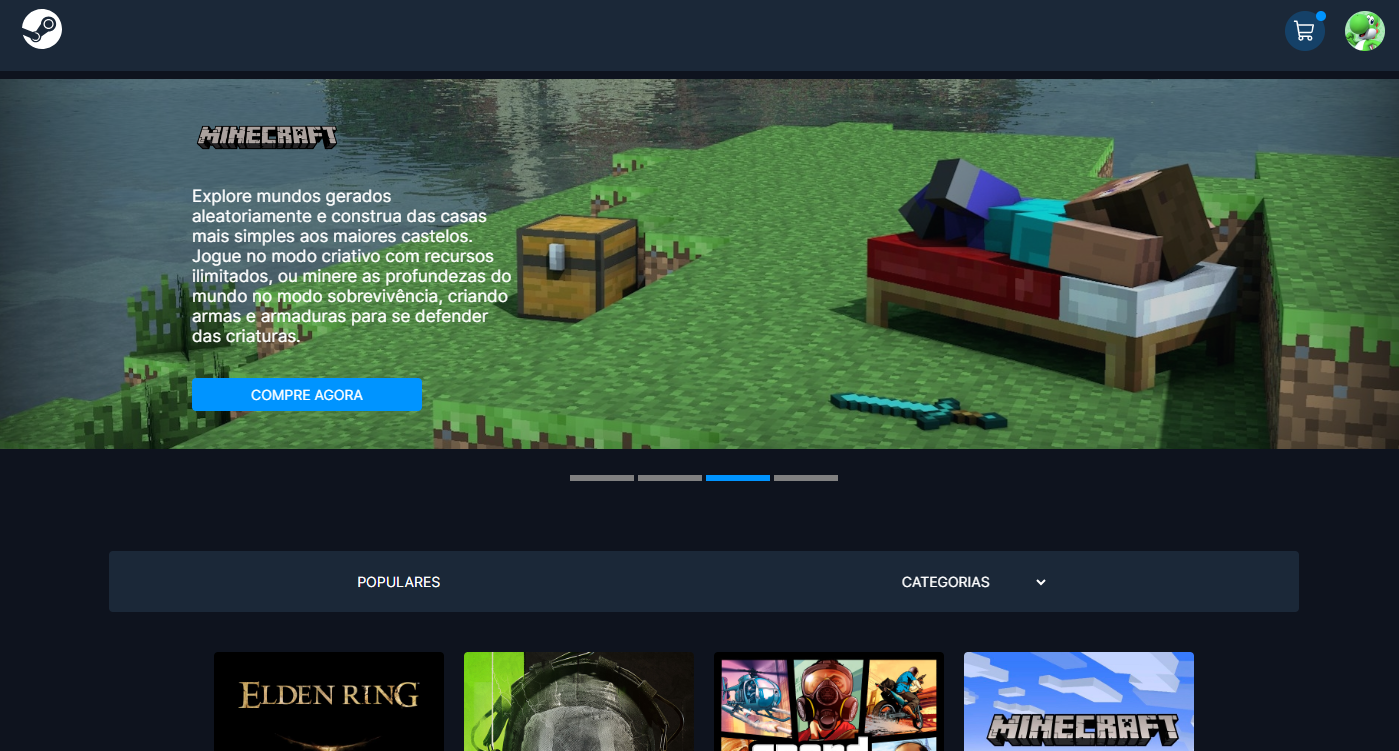 MINECRAFT
Explore mundos gerados
aleatoriamente e construa das casas
mais simples aos maiores castelos.
Jogue no modo criativo com recursos
ilimitados, ou minere as profundezas do
mundo no modo sobrevivência, criando
armas e armaduras para se defender
das criaturas.
COMPRE AGORA
POPULARES
CATEGORIAS
ELDEN RING
MINECRAFT
grand